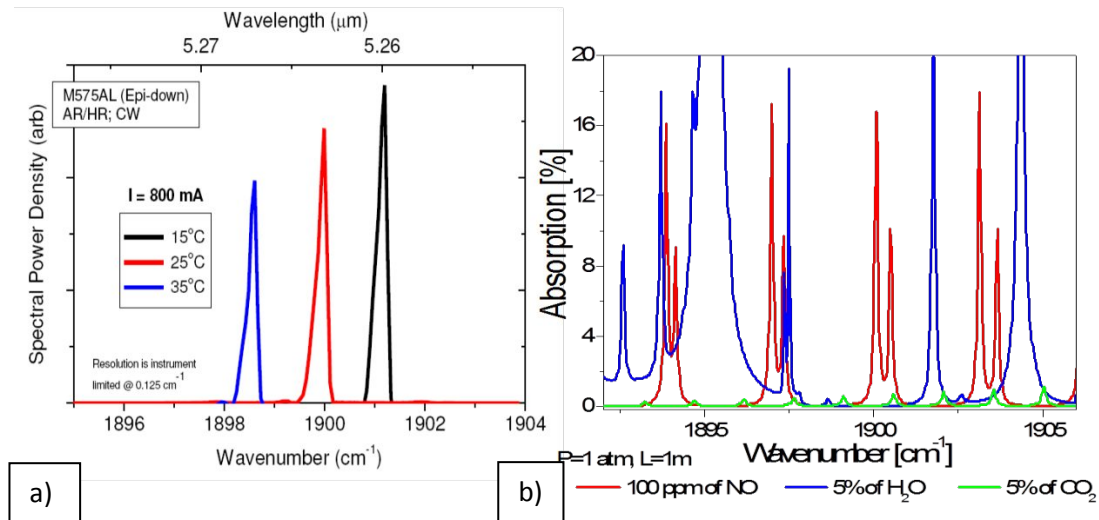 Wavelength (μm)
5.27 5.26
M575AL (Epi-down)
AR/HR; CW
I = 800 mA
15°C
25°C
35°C
Resolution is instrument
limited @ 0.125 cm⁻¹
Spectral Power Density (arb)
1896 1898 1900 1902 1904
Wavenumber (cm⁻¹)
a)
20
16
12
8
4
0
Absorption [%]
1895 1900 1905
Wavenumber [cm⁻¹]
P=1 atm, L=1m
100 ppm of NO 5% of H₂O 5% of CO₂
b)